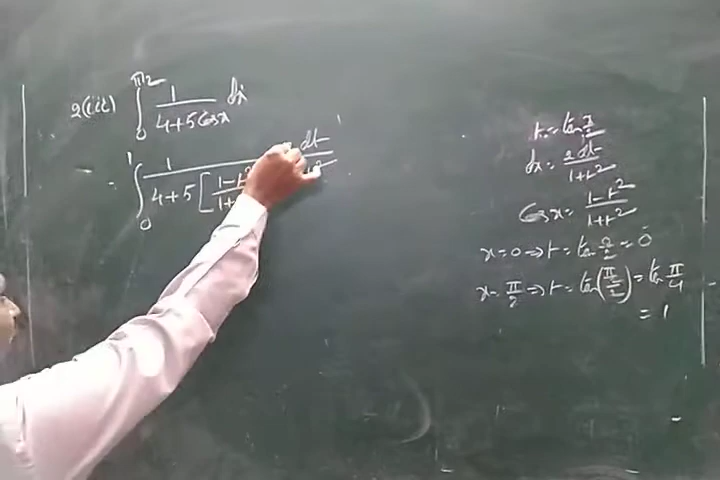 2(iii) ∫₀^(π/2) 1/(4+5Cosx) dx
= ∫₀¹ 1/(4+5[(1-t²)/(1+
dt
t = tan x/2
dx = 2dt/(1+t²)
Cosx = (1-t²)/(1+t²)
x=0 ⇒ t = tan 0/2 = 0
x=π/2 ⇒ t = tan(π/2/2) = tan π/4
= 1